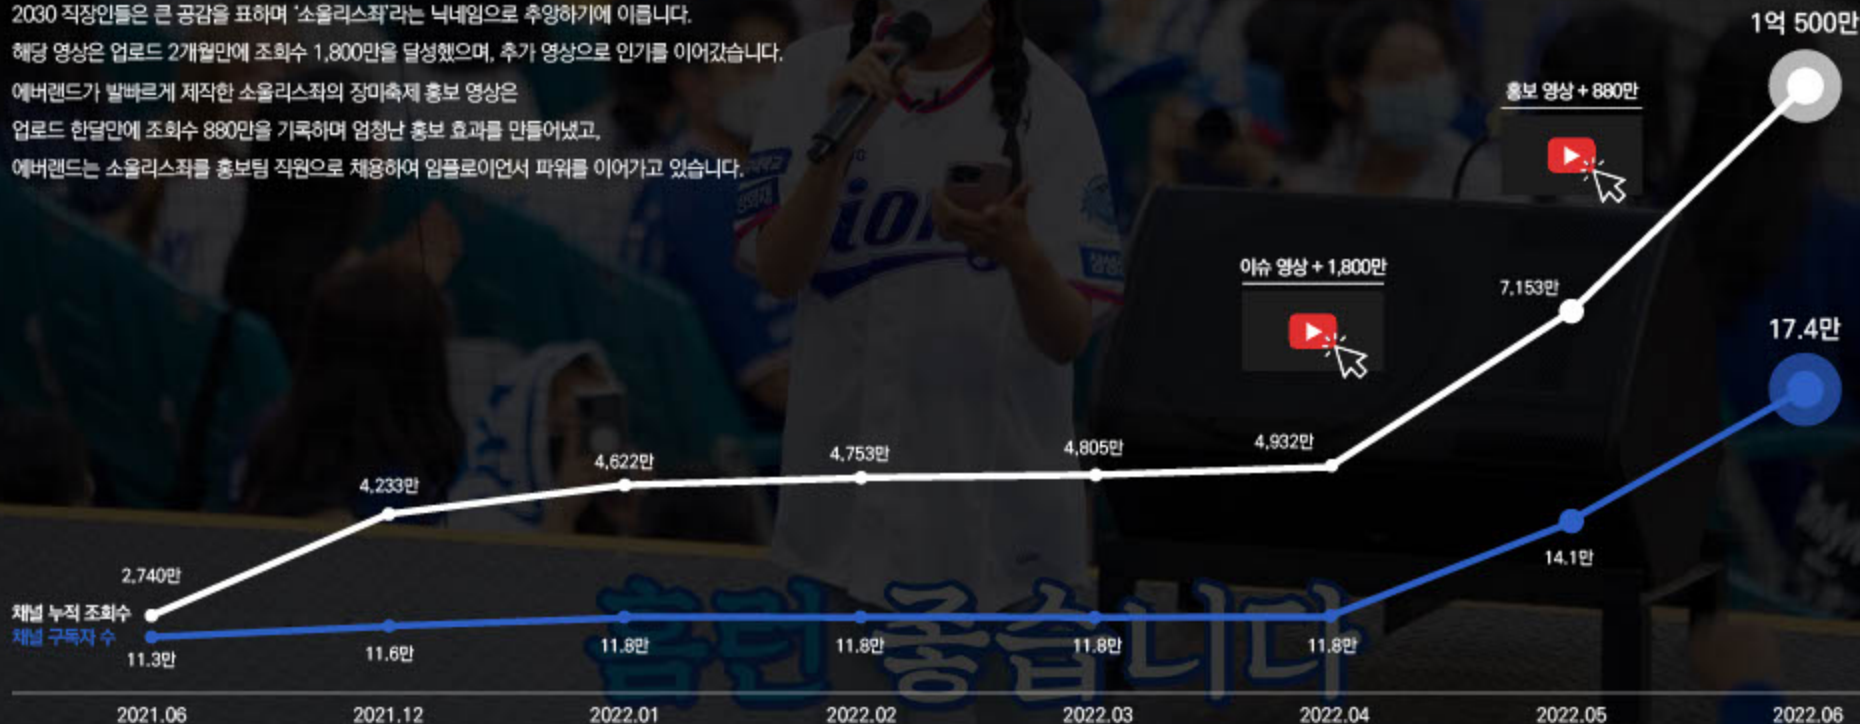 2030 직장인들은 큰 공감을 표하며 '소울리스좌'라는 닉네임으로 추앙하기에 이릅니다.
해당 영상은 업로드 2개월만에 조회수 1,800만을 달성했으며, 추가 영상으로 인기를 이어갔습니다.
에버랜드가 발빠르게 제작한 소울리스좌의 장미축제 홍보 영상은
업로드 한달만에 조회수 880만을 기록하며 엄청난 홍보 효과를 만들어냈고,
에버랜드는 소울리스좌를 홍보팀 직원으로 채용하여 임플로이언서 파워를 이어가고 있습니다.
1억 500만
홍보 영상 + 880만
이슈 영상 + 1,800만
7,153만
17.4만
4,932만
4,805만
4,753만
4,622만
4,233만
2,740만
채널 누적 조회수
채널 구독자 수
11.3만
11.6만
11.8만
11.8만
11.8만
11.8만
14.1만
홈런 좋습니다
2021.06
2021.12
2022.01
2022.02
2022.03
2022.04
2022.05
2022.06